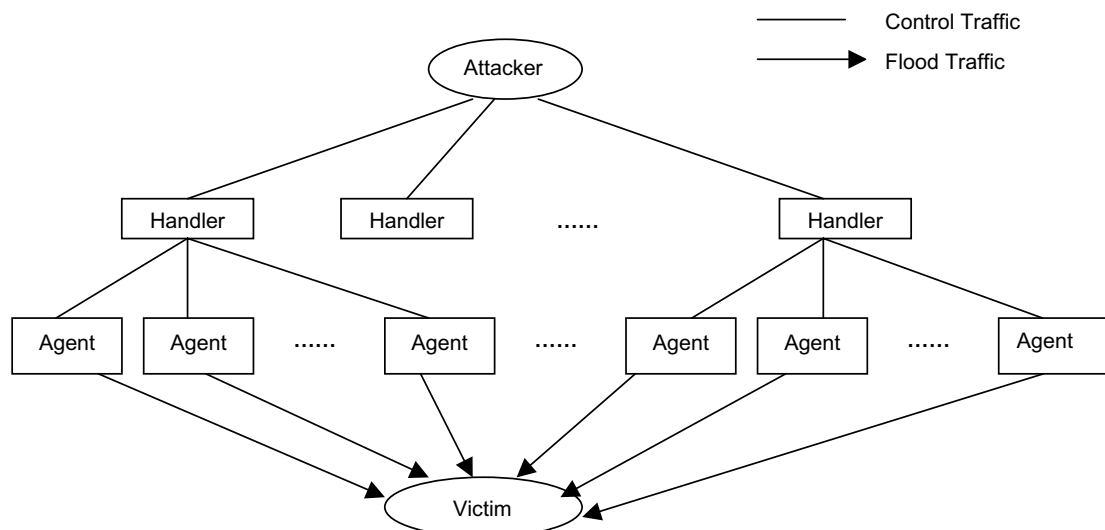 Control Traffic
Flood Traffic
Attacker
Handler Handler ...... Handler
Agent Agent ...... Agent ...... Agent Agent ...... Agent
Victim